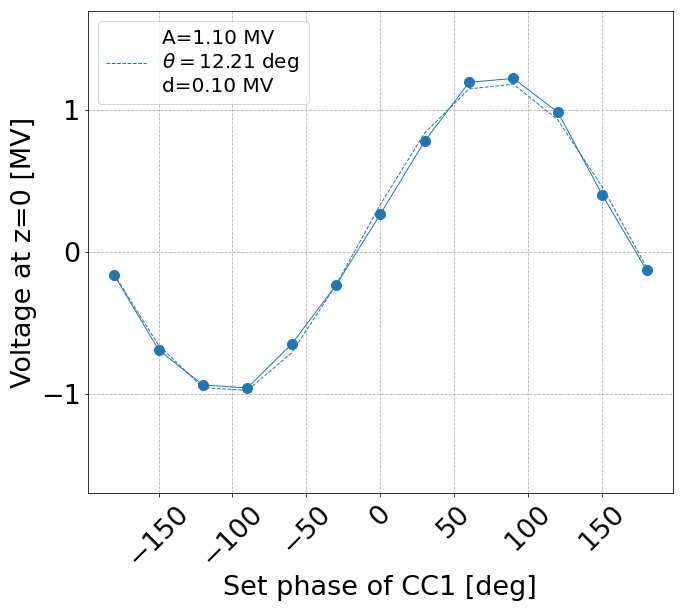 A=1.10 MV
θ = 12.21 deg
d=0.10 MV
Voltage at z=0 [MV]
1
0
−1
−150
−100
−50
0
50
100
150
Set phase of CC1 [deg]